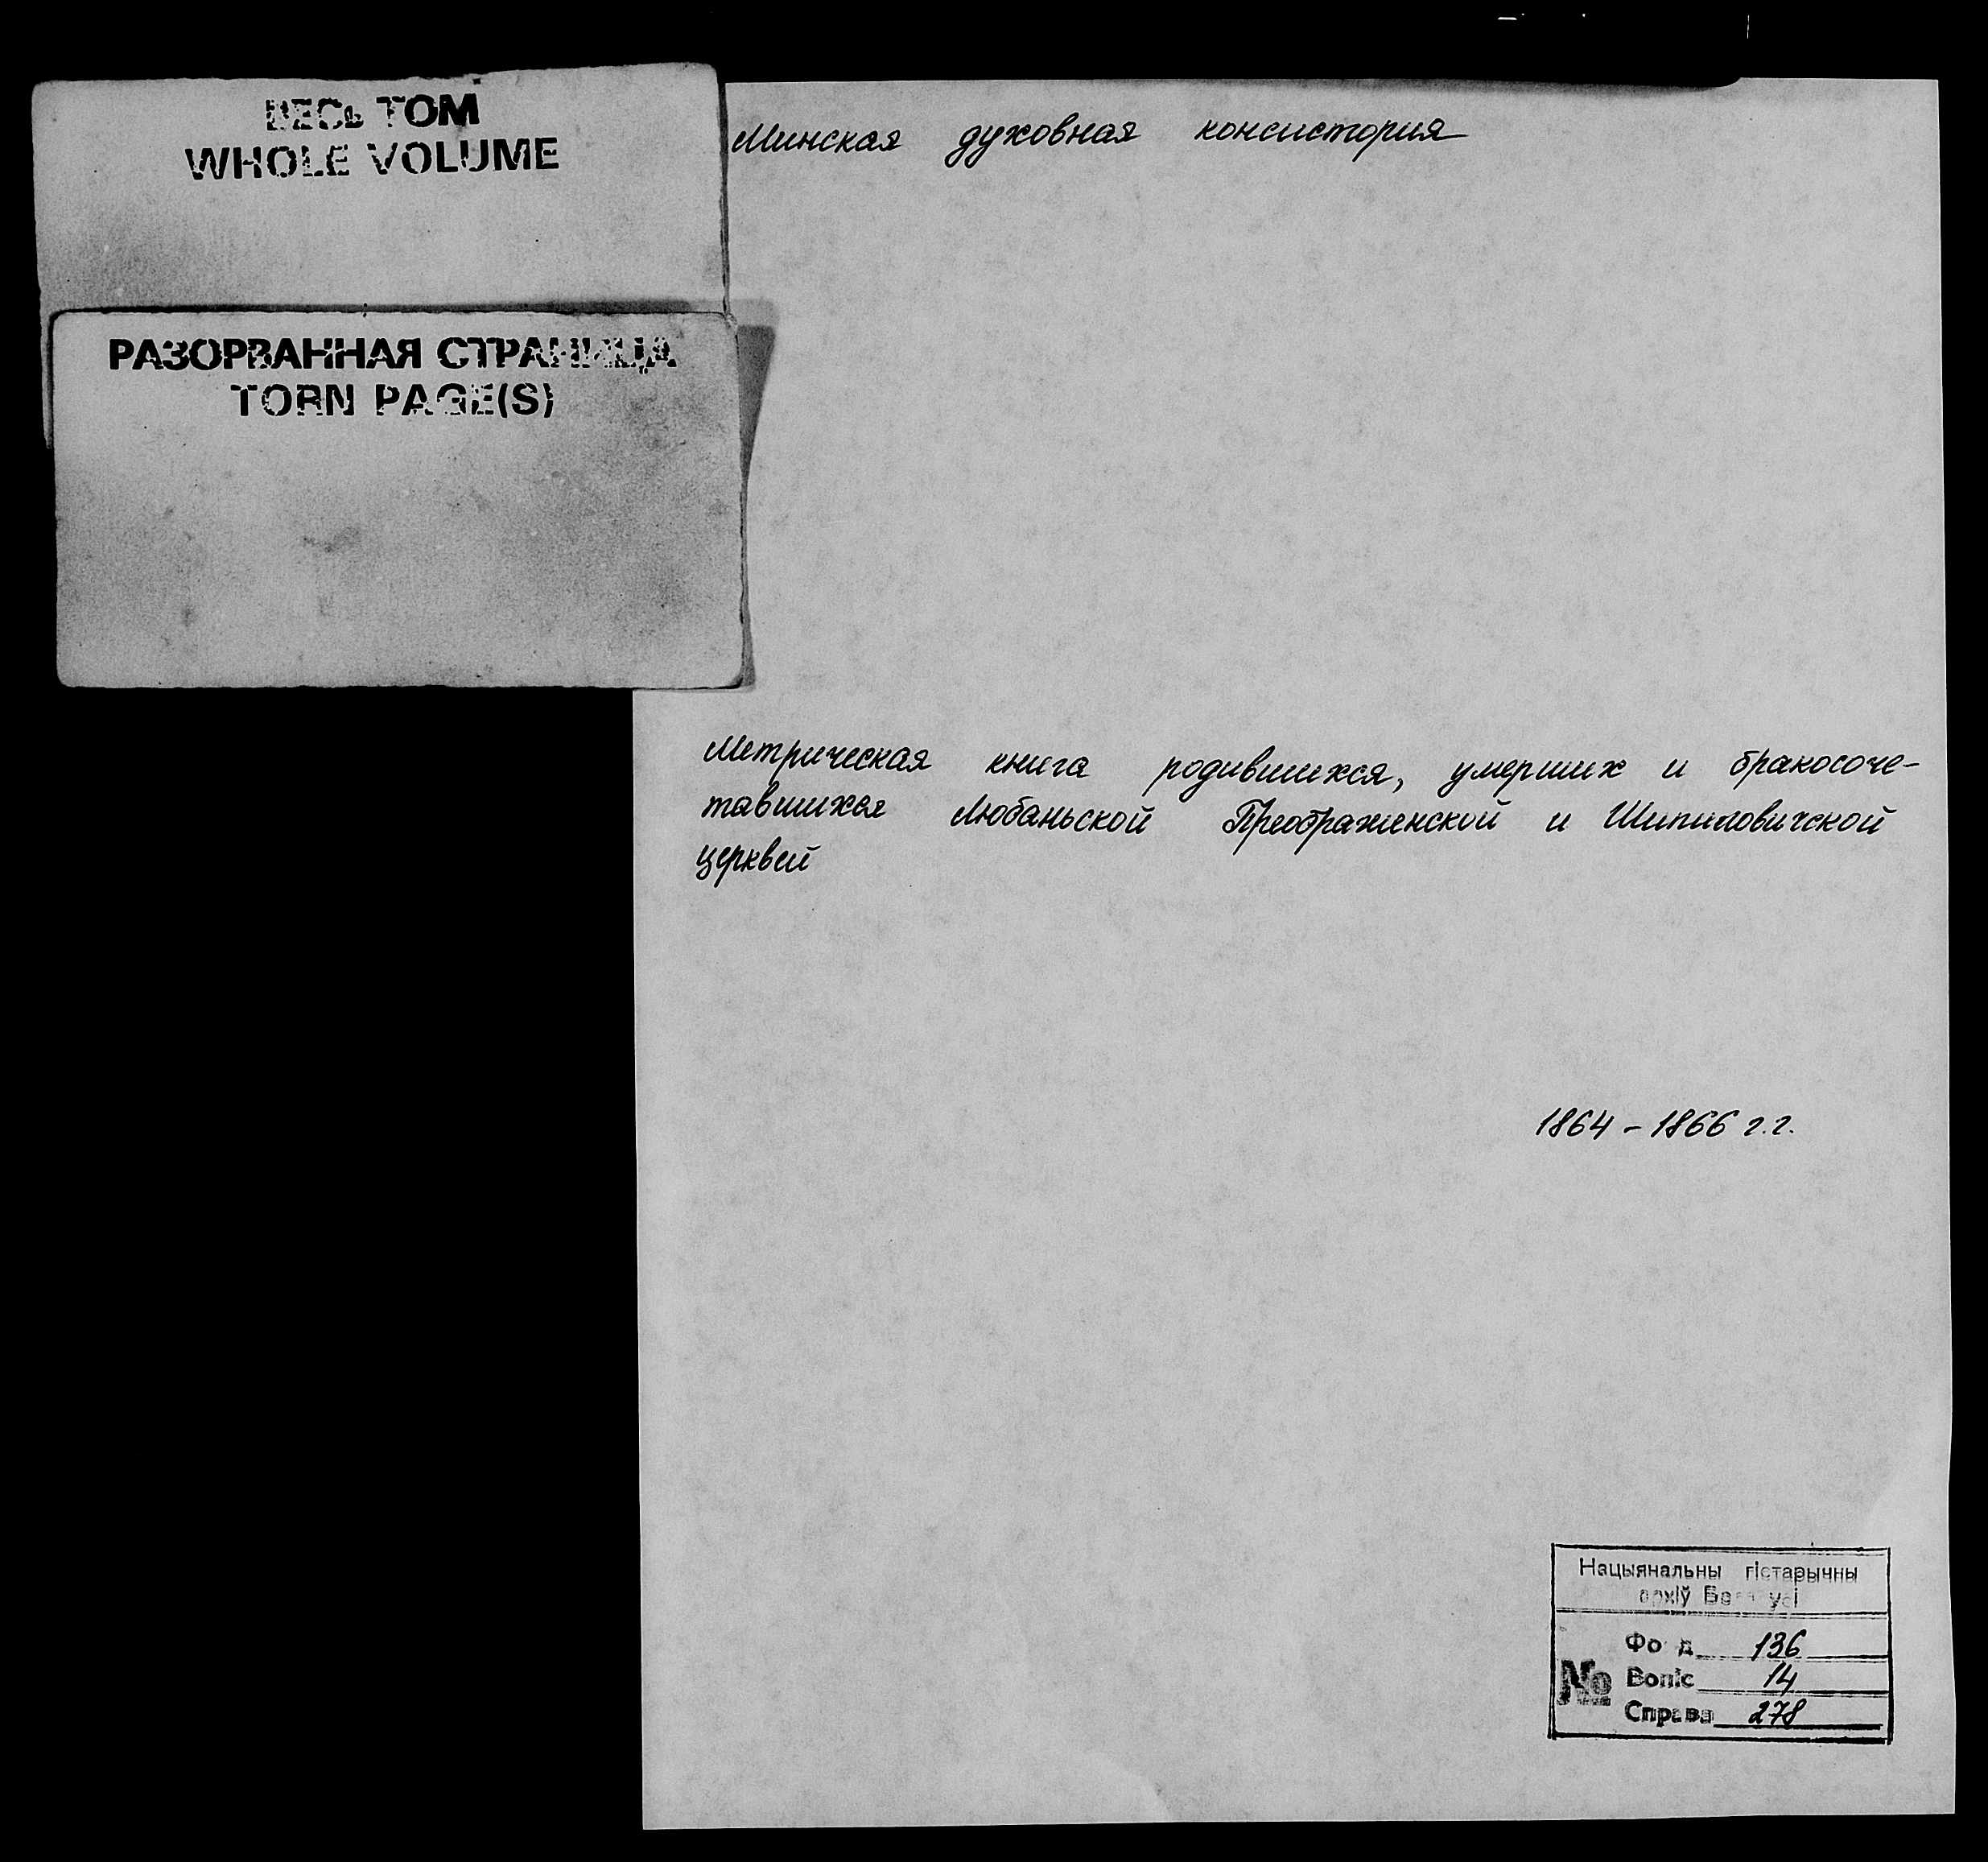 ВЕСЬ ТОМ
WHOLE VOLUME
РАЗОРВАННАЯ СТРАНИЦА
TORN PAGE(S)
Минская духовная консистория
Метрическая книга родившихся, умерших и бракосоче-
тавшихся Любаньской Преображенской и Шипиловичской
церквей
1864 - 1866 г.г.
Нацыянальны гістарычны
архіў Беларусі
Фонд 136
№ Вопіс 14
Справа 278